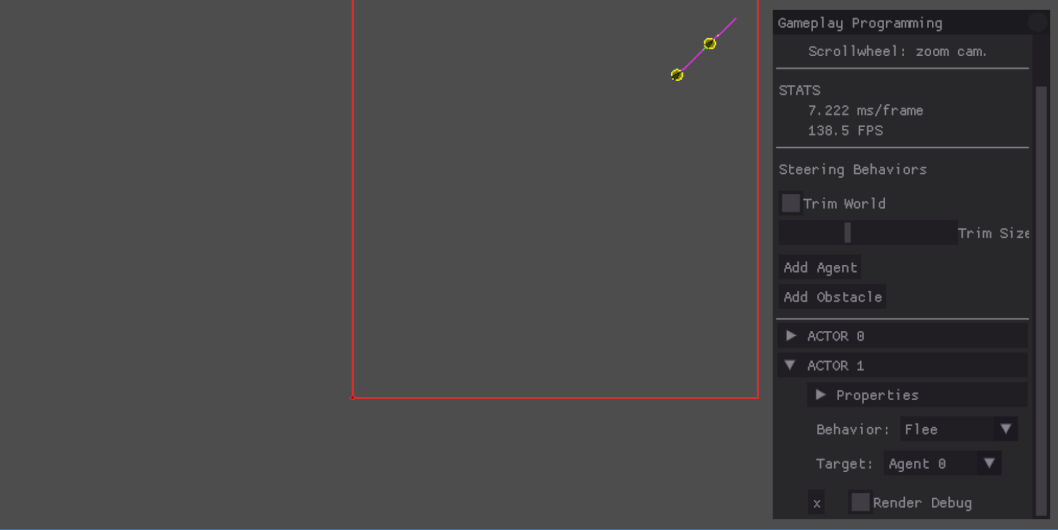 Gameplay Programming
Scrollwheel: zoom cam.
STATS
7.222 ms/frame
138.5 FPS
Steering Behaviors
Trim World
Trim Size
Add Agent
Add Obstacle
ACTOR 0
ACTOR 1
Properties
Behavior: Flee
Target: Agent 0
x Render Debug